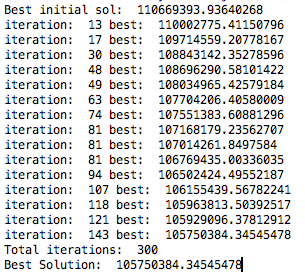 Best initial sol:  110669393.93640268
iteration:  13 best:  110002775.41150796
iteration:  17 best:  109714559.20778167
iteration:  30 best:  108843142.35278596
iteration:  48 best:  108696290.58101422
iteration:  49 best:  108034965.42579184
iteration:  63 best:  107704206.40580009
iteration:  74 best:  107551383.60881296
iteration:  81 best:  107168179.23562707
iteration:  81 best:  107014261.8497584
iteration:  81 best:  106769435.00336035
iteration:  94 best:  106502424.49552187
iteration:  107 best:  106155439.56782241
iteration:  118 best:  105963813.50392517
iteration:  121 best:  105929096.37812912
iteration:  143 best:  105750384.34545478
Total iterations:  300
Best Solution:  105750384.34545478